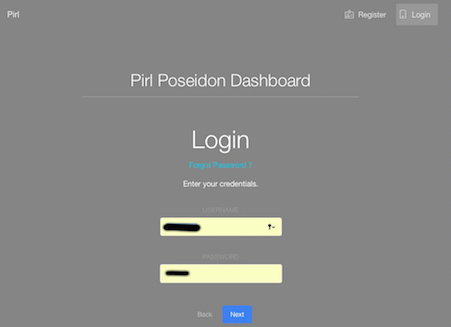 Pirl
Register
Login
Pirl Poseidon Dashboard
Login
Forgot Password ?
Enter your credentials.
USERNAME
PASSWORD
Back
Next